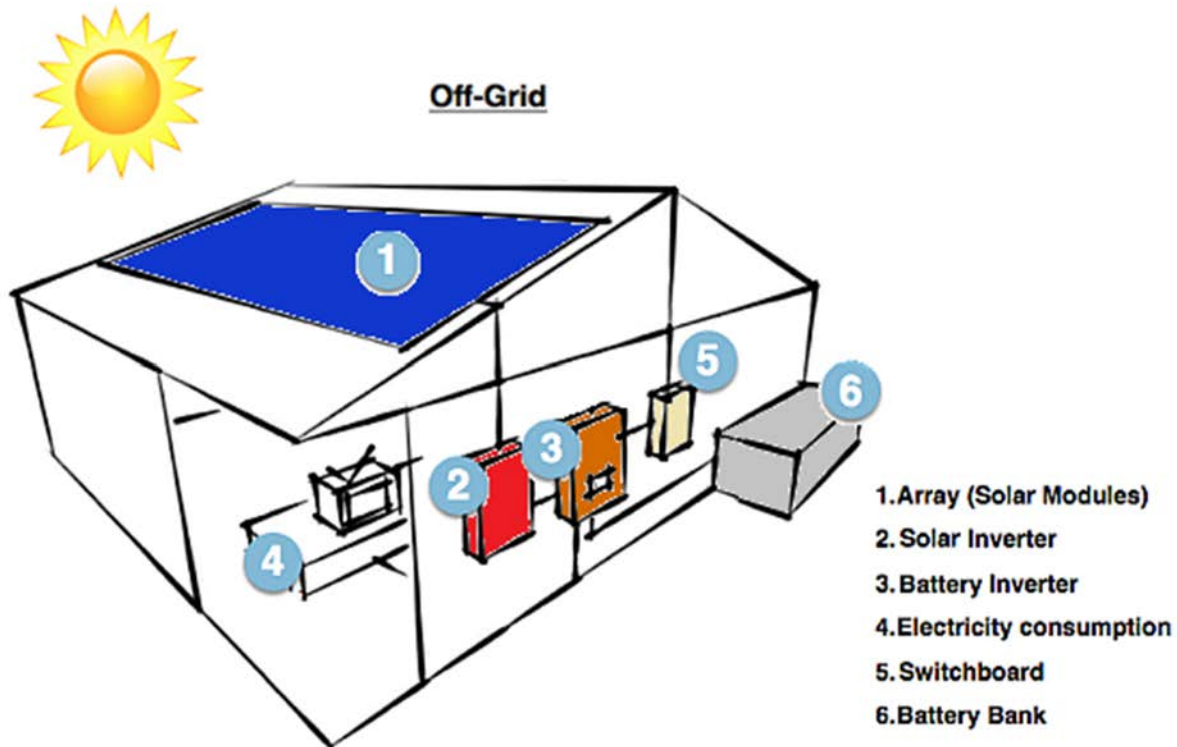 Off-Grid
1
5
6
3
2
4
1.Array (Solar Modules)
2.Solar Inverter
3.Battery Inverter
4.Electricity consumption
5.Switchboard
6.Battery Bank